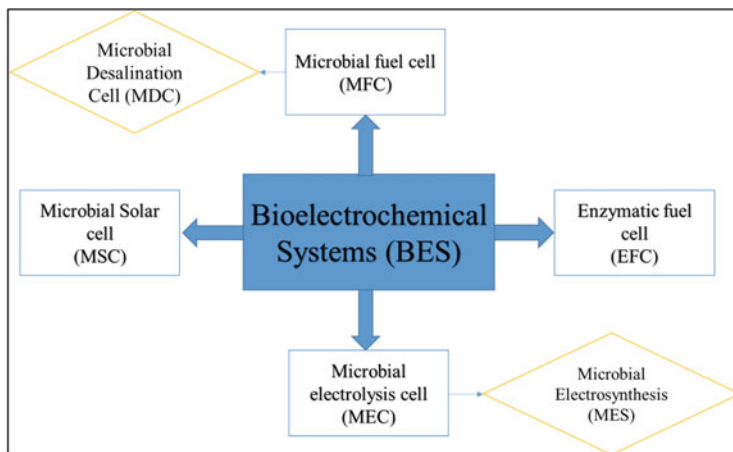 Microbial
Desalination
Cell (MDC)
Microbial fuel cell
(MFC)
Microbial Solar
cell
(MSC)
Bioelectrochemical
Systems (BES)
Enzymatic fuel
cell
(EFC)
Microbial
electrolysis cell
(MEC)
Microbial
Electrosynthesis
(MES)